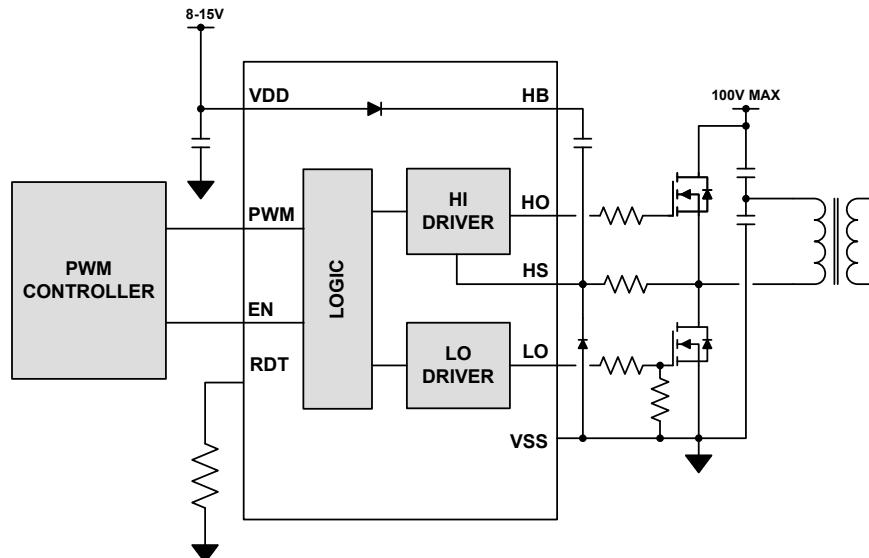 8-15V
VDD
HB
100V MAX
PWM
CONTROLLER
PWM
EN
RDT
LOGIC
HI
DRIVER
HO
HS
LO
DRIVER
LO
VSS